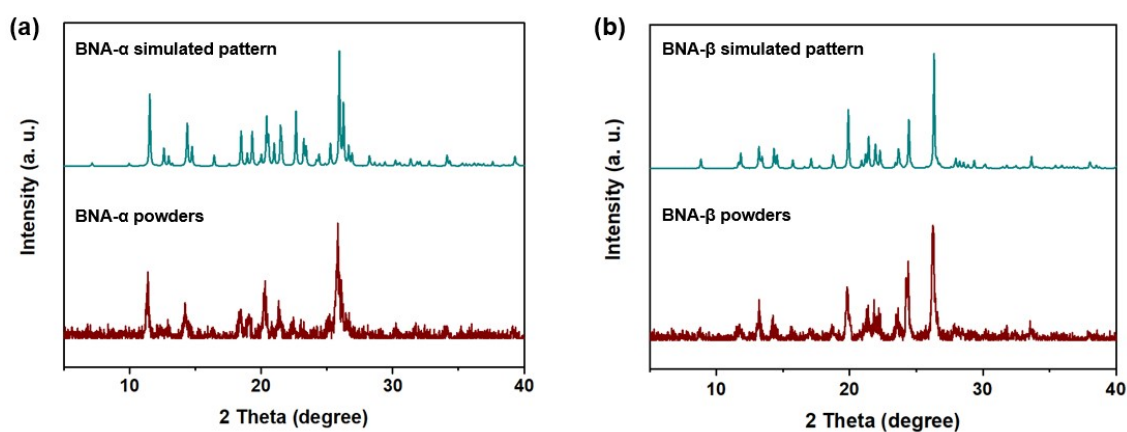 (a)
BNA-α simulated pattern
BNA-α powders
Intensity (a. u.)
10 20 30 40
2 Theta (degree)
(b)
BNA-β simulated pattern
BNA-β powders
Intensity (a. u.)
10 20 30 40
2 Theta (degree)